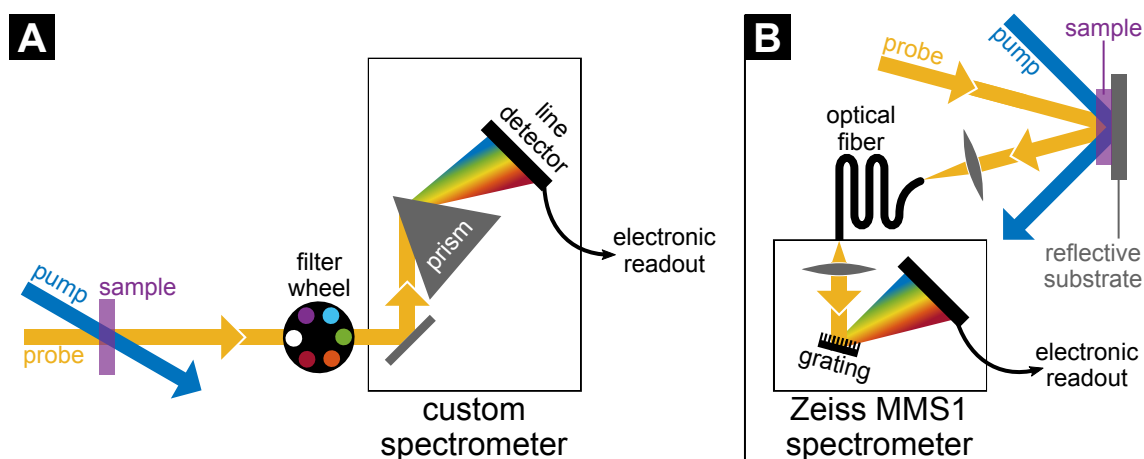 A
pump
sample
probe
filter
wheel
prism
line
detector
electronic
readout
custom
spectrometer
B
pump
probe
sample
optical
fiber
reflective
substrate
grating
electronic
readout
Zeiss MMS1
spectrometer